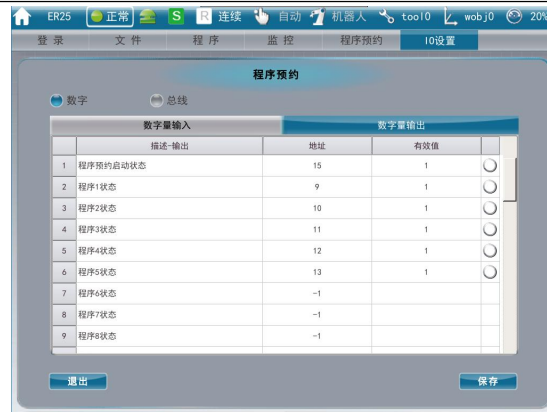 ER25 正常 S R 连续 自动 机器人 tool0 wobj0 20%
登录 文件 程序 监控 程序预约 IO设置
程序预约
数字 总线
数字量输入 数字量输出
描述-输出 地址 有效值
1 程序预约启动状态 15 1
2 程序1状态 9 1
3 程序2状态 10 1
4 程序3状态 11 1
5 程序4状态 12 1
6 程序5状态 13 1
7 程序6状态 -1
8 程序7状态 -1
9 程序8状态 -1
退出 保存